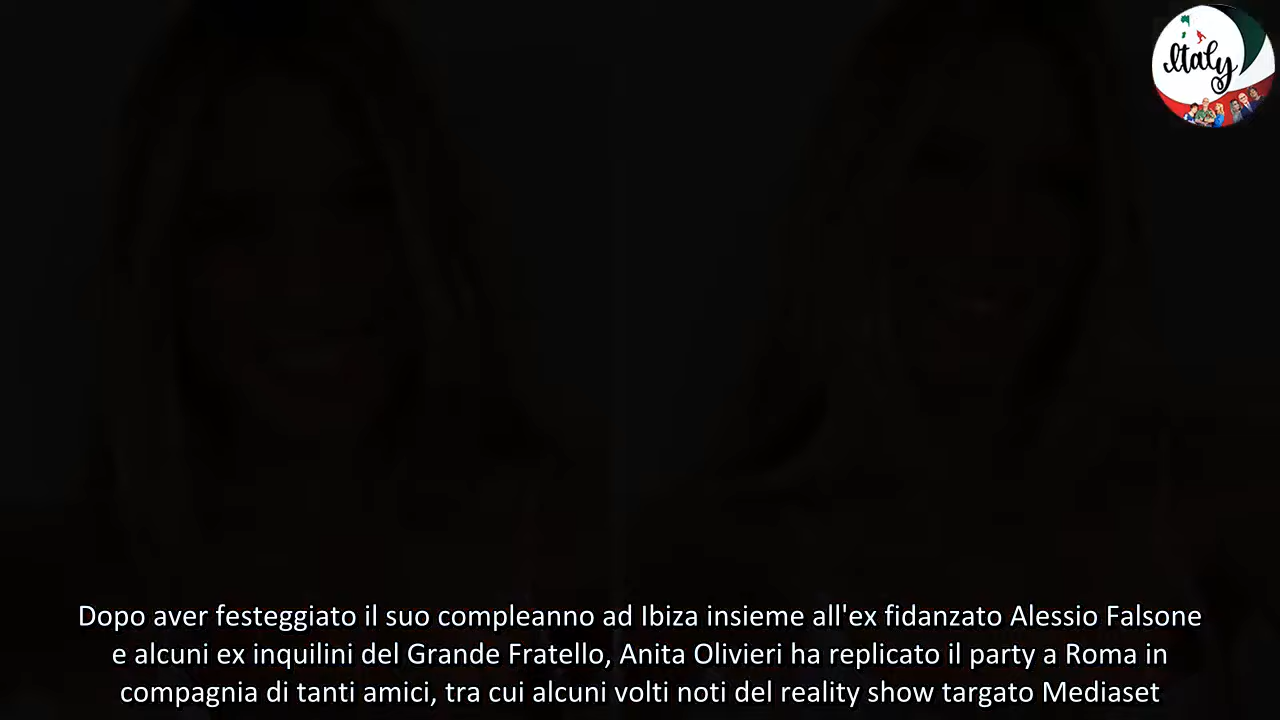 Italy
Dopo aver festeggiato il suo compleanno ad Ibiza insieme all'ex fidanzato Alessio Falsone
e alcuni ex inquilini del Grande Fratello, Anita Olivieri ha replicato il party a Roma in
compagnia di tanti amici, tra cui alcuni volti noti del reality show targato Mediaset